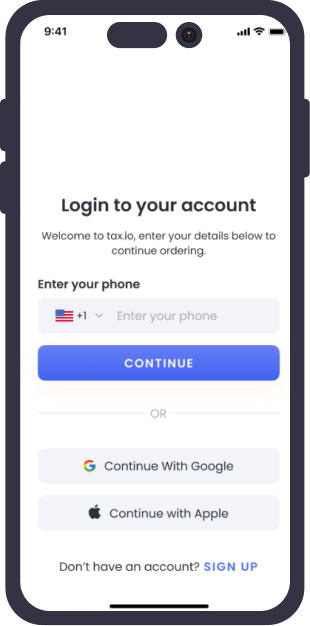 9:41
Login to your account
Welcome to tax.io, enter your details below to
continue ordering.
Enter your phone
+1 Enter your phone
CONTINUE
OR
Continue With Google
Continue with Apple
Don't have an account? SIGN UP